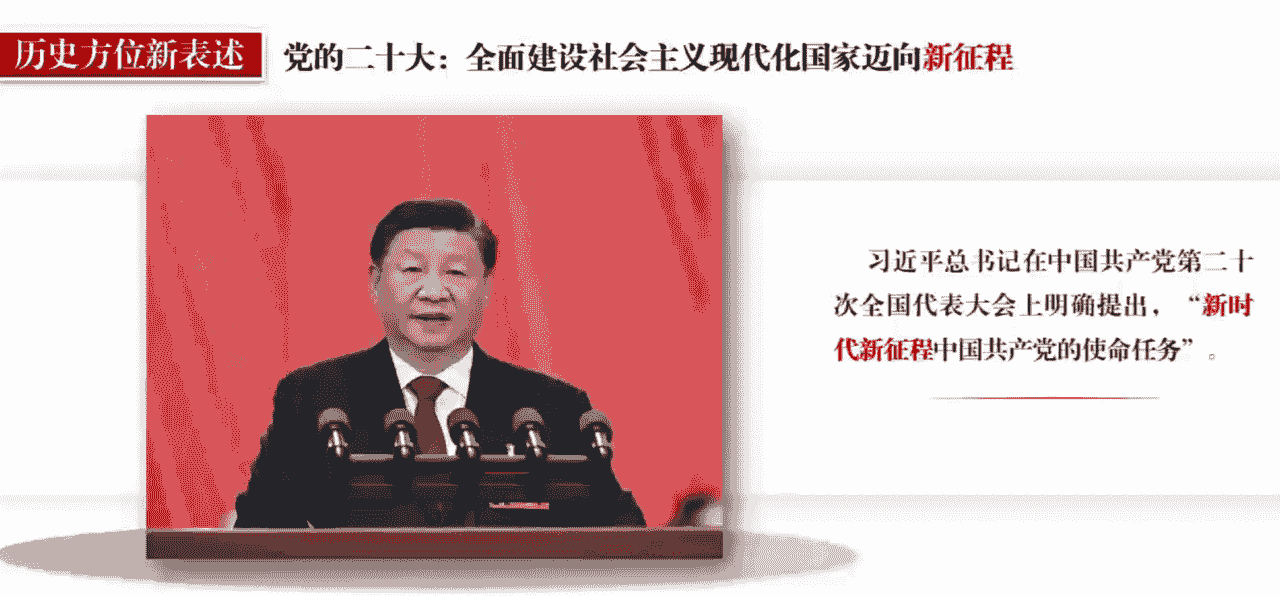 历史方位新表述
党的二十大：全面建设社会主义现代化国家迈向新征程
习近平总书记在中国共产党第二十
次全国代表大会上明确提出，“新时
代新征程中国共产党的使命任务”。